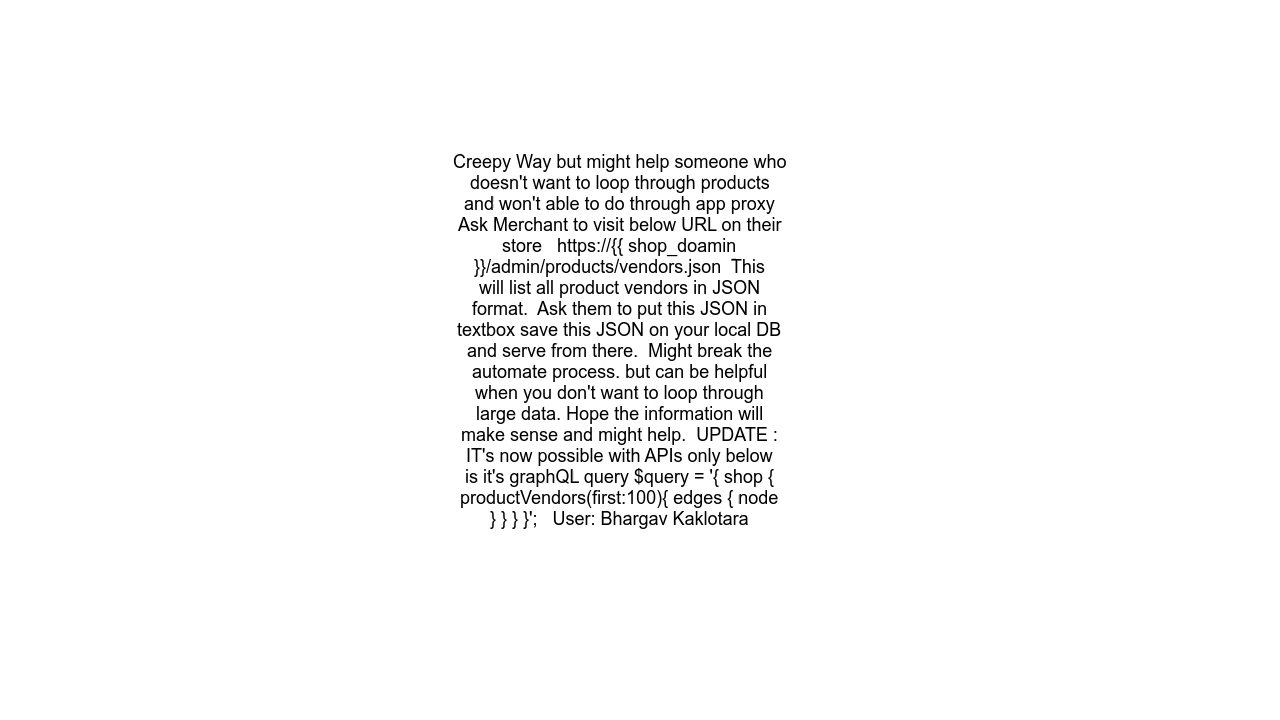 Creepy Way but might help someone who
doesn't want to loop through products
and won't able to do through app proxy
Ask Merchant to visit below URL on their
store   https://{{ shop_doamin
}}/admin/products/vendors.json  This
will list all product vendors in JSON
format.  Ask them to put this JSON in
textbox save this JSON on your local DB
and serve from there.  Might break the
automate process. but can be helpful
when you don't want to loop through
large data. Hope the information will
make sense and might help.  UPDATE :
IT's now possible with APIs only below
is it's graphQL query $query = '{ shop {
productVendors(first:100){ edges { node
} } } }';   User: Bhargav Kaklotara